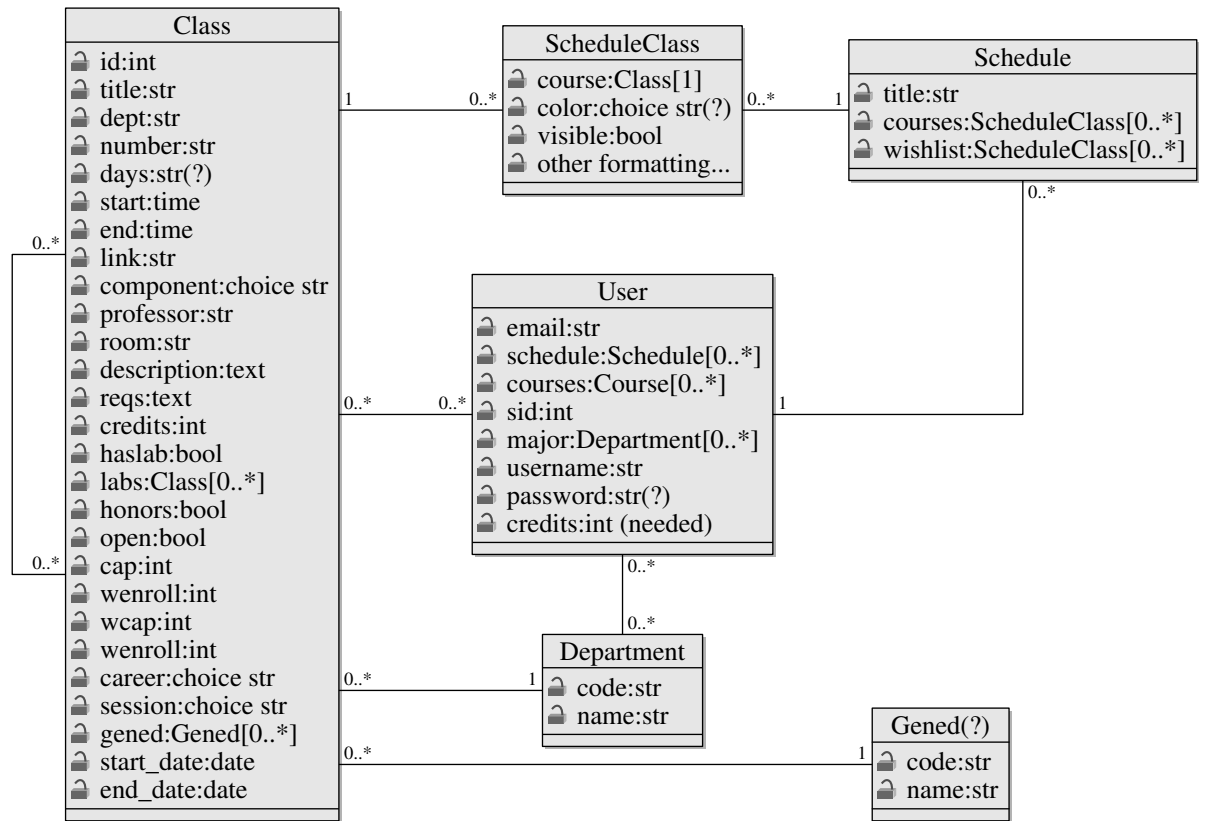 Class
id:int
title:str
dept:str
number:str
days:str(?)
start:time
end:time
link:str
component:choice str
professor:str
room:str
description:text
reqs:text
credits:int
haslab:bool
labs:Class[0..*]
honors:bool
open:bool
cap:int
wenroll:int
wcap:int
wenroll:int
career:choice str
session:choice str
gened:Gened[0..*]
start_date:date
end_date:date
0..*
0..*
1
0..*
ScheduleClass
course:Class[1]
color:choice str(?)
visible:bool
other formatting...
0..*
1
Schedule
title:str
courses:ScheduleClass[0..*]
wishlist:ScheduleClass[0..*]
0..*
User
email:str
schedule:Schedule[0..*]
courses:Course[0..*]
sid:int
major:Department[0..*]
username:str
password:str(?)
credits:int (needed)
0..*
0..*
1
0..*
0..*
Department
code:str
name:str
0..*
1
Gened(?)
code:str
name:str
0..*
1